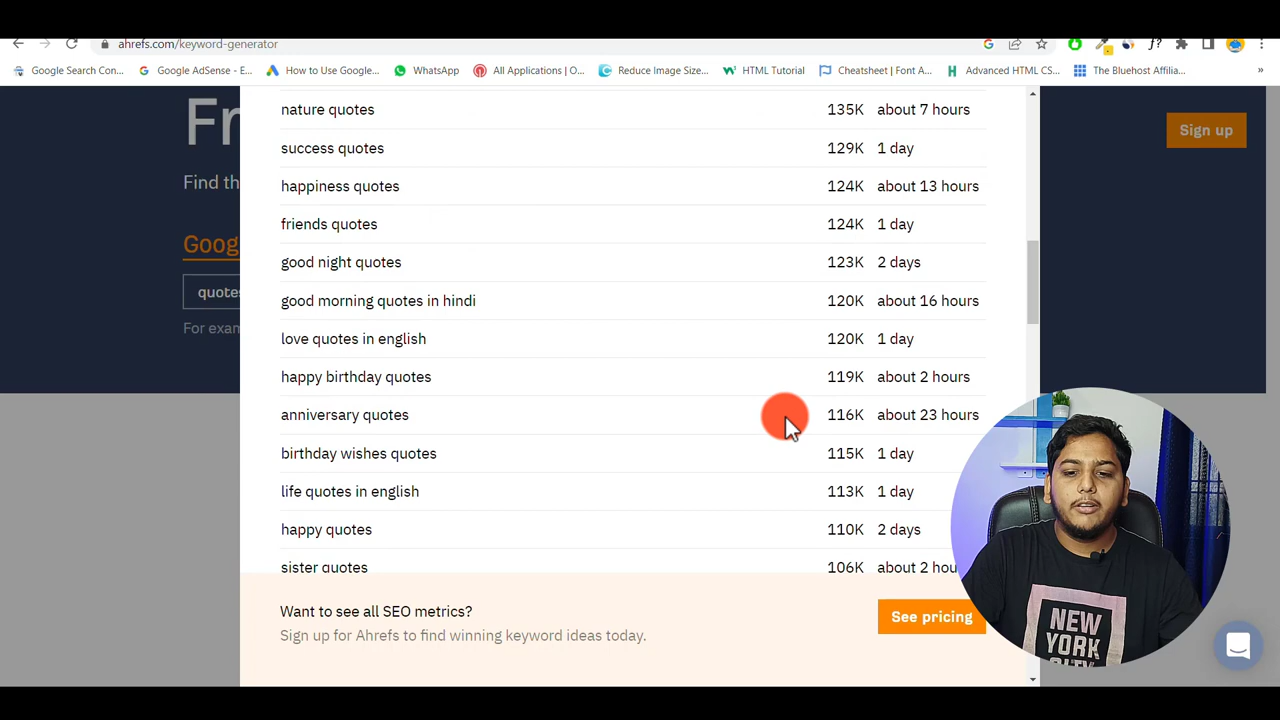 ahrefs.com/keyword-generator
Google Search Con... Google AdSense - E... How to Use Google... WhatsApp All Applications | O... Reduce Image Size... HTML Tutorial Cheatsheet | Font A... Advanced HTML CS... The Bluehost Affilia... »
Fr
Sign up
Find th
Goog
quotes
For exam
nature quotes 135K about 7 hours
success quotes 129K 1 day
happiness quotes 124K about 13 hours
friends quotes 124K 1 day
good night quotes 123K 2 days
good morning quotes in hindi 120K about 16 hours
love quotes in english 120K 1 day
happy birthday quotes 119K about 2 hours
anniversary quotes 116K about 23 hours
birthday wishes quotes 115K 1 day
life quotes in english 113K 1 day
happy quotes 110K 2 days
sister quotes 106K about 2 hou
Want to see all SEO metrics?
Sign up for Ahrefs to find winning keyword ideas today.
See pricing
NEW
YORK
CITY